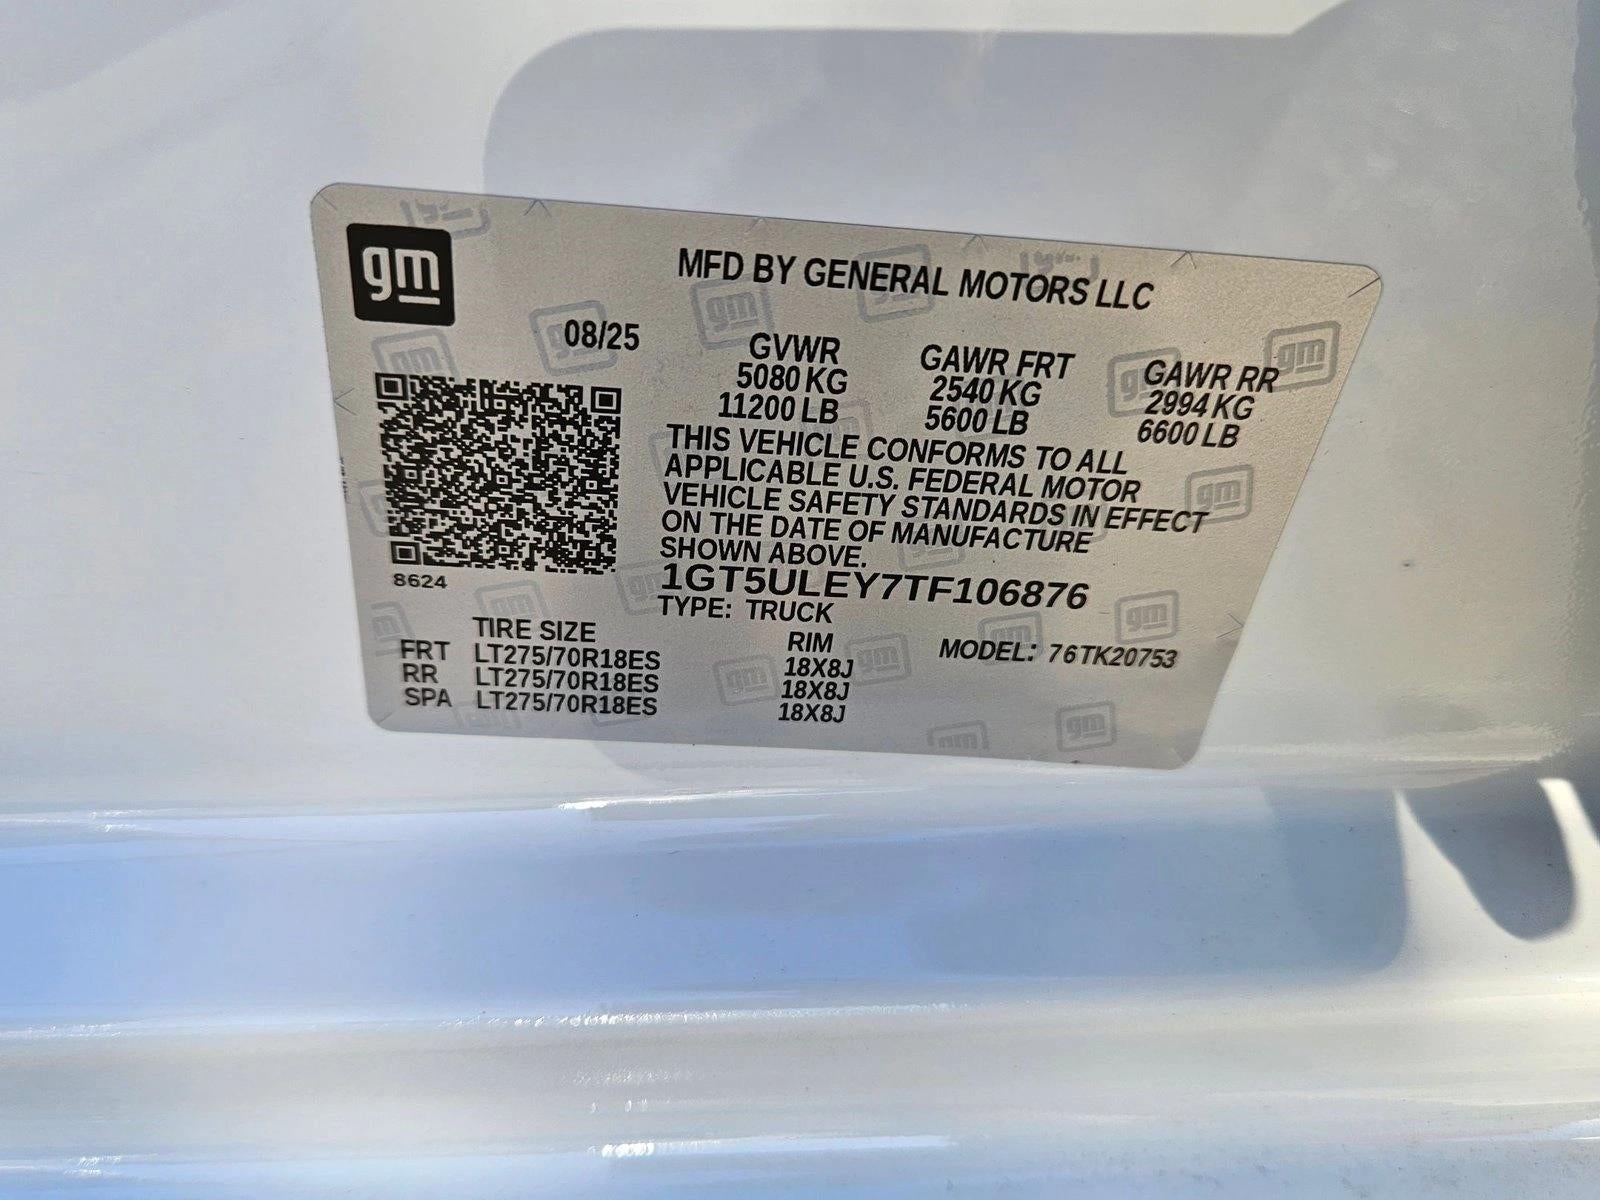 gm
MFD BY GENERAL MOTORS LLC
08/25
GVWR
5080 KG
11200 LB
GAWR FRT
2540 KG
5600 LB
GAWR RR
2994 KG
6600 LB
THIS VEHICLE CONFORMS TO ALL
APPLICABLE U.S. FEDERAL MOTOR
VEHICLE SAFETY STANDARDS IN EFFECT
ON THE DATE OF MANUFACTURE
SHOWN ABOVE.
8624
1GT5ULEY7TF106876
TYPE: TRUCK
TIRE SIZE RIM MODEL: 76TK20753
FRT LT275/70R18ES 18X8J
RR LT275/70R18ES 18X8J
SPA LT275/70R18ES 18X8J